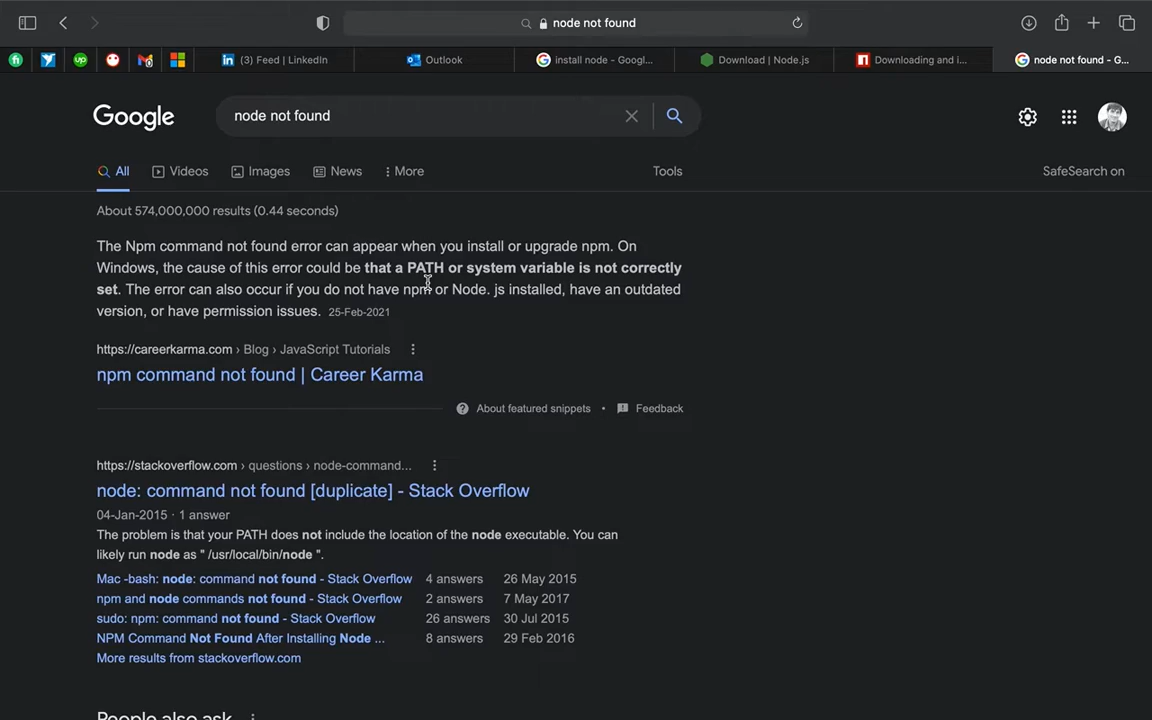 node not found
(3) Feed | LinkedIn
Outlook
install node - Googl...
Download | Node.js
Downloading and i...
node not found - G...
Google
node not found
All
Videos
Images
News
More
Tools
SafeSearch on
About 574,000,000 results (0.44 seconds)
The Npm command not found error can appear when you install or upgrade npm. On
Windows, the cause of this error could be that a PATH or system variable is not correctly
set. The error can also occur if you do not have npm or Node. js installed, have an outdated
version, or have permission issues. 25-Feb-2021
https://careerkarma.com › Blog › JavaScript Tutorials
npm command not found | Career Karma
About featured snippets • Feedback
https://stackoverflow.com › questions › node-command...
node: command not found [duplicate] - Stack Overflow
04-Jan-2015 · 1 answer
The problem is that your PATH does not include the location of the node executable. You can
likely run node as " /usr/local/bin/node ".
Mac -bash: node: command not found - Stack Overflow 4 answers 26 May 2015
npm and node commands not found - Stack Overflow 2 answers 7 May 2017
sudo: npm: command not found - Stack Overflow 26 answers 30 Jul 2015
NPM Command Not Found After Installing Node ... 8 answers 29 Feb 2016
More results from stackoverflow.com
People also ask